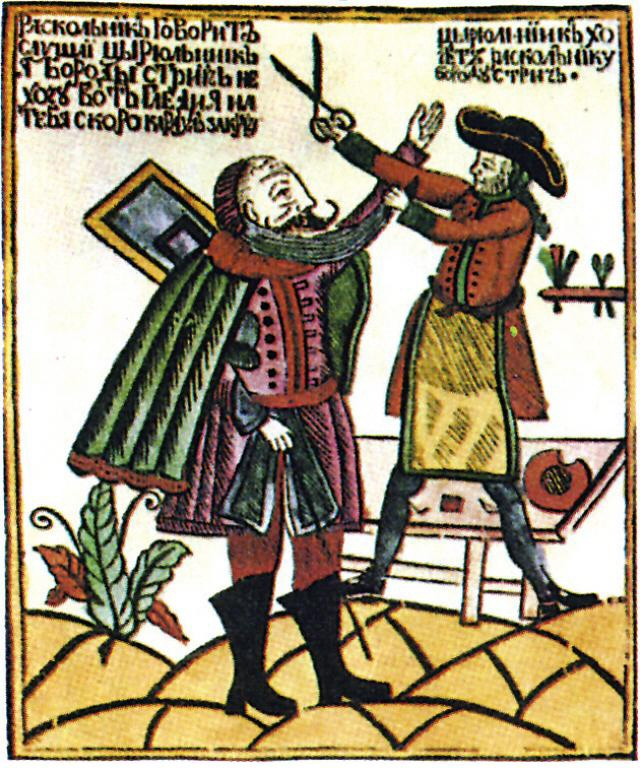 РАСКОЛЬНИКЪ ГОВОРИТЪ
СЛУШАЙ ЦЫРЮЛЬНИКЪ
Я БОРОДЫ СТРИЧЬ НЕ
ХОЧУ ВОТЪ ГЛЕДИ Я НА
ТЕБЯ СКОРО КАРАУЛЪ ЗАКРИЧУ
ЦЫРЮЛНИКЪ ХО
ЧЕТЪ РАСКОЛЬНИКУ
БОРОДУ СТРИЧЬ